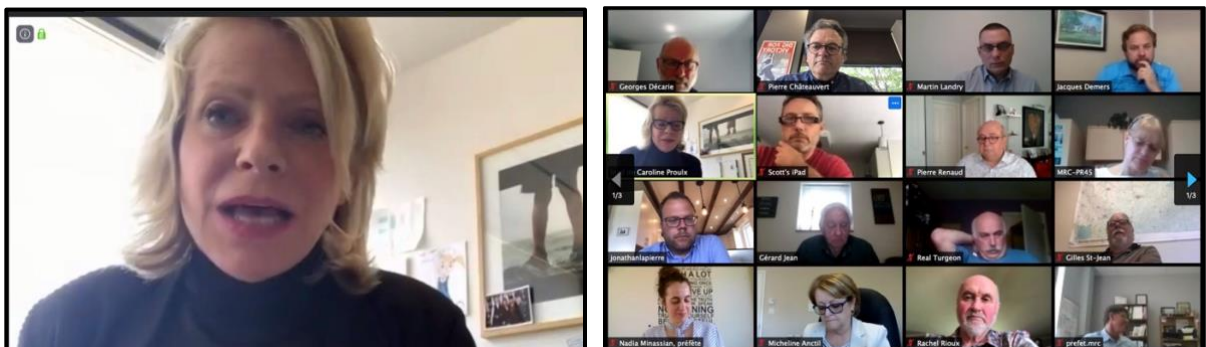 Georges Décarie
Pierre Châteauvert
Martin Landry
Jacques Demers
Caroline Proulx
Scott's iPad
Pierre Renaud
MRC-PR45
1/3
1/3
Jonathanlapierre
Gérard Jean
Real Turgeon
Gilles St-Jean
Nadia Minassian, préfète
Micheline Anctil
Rachel Rioux
prefet.mrc